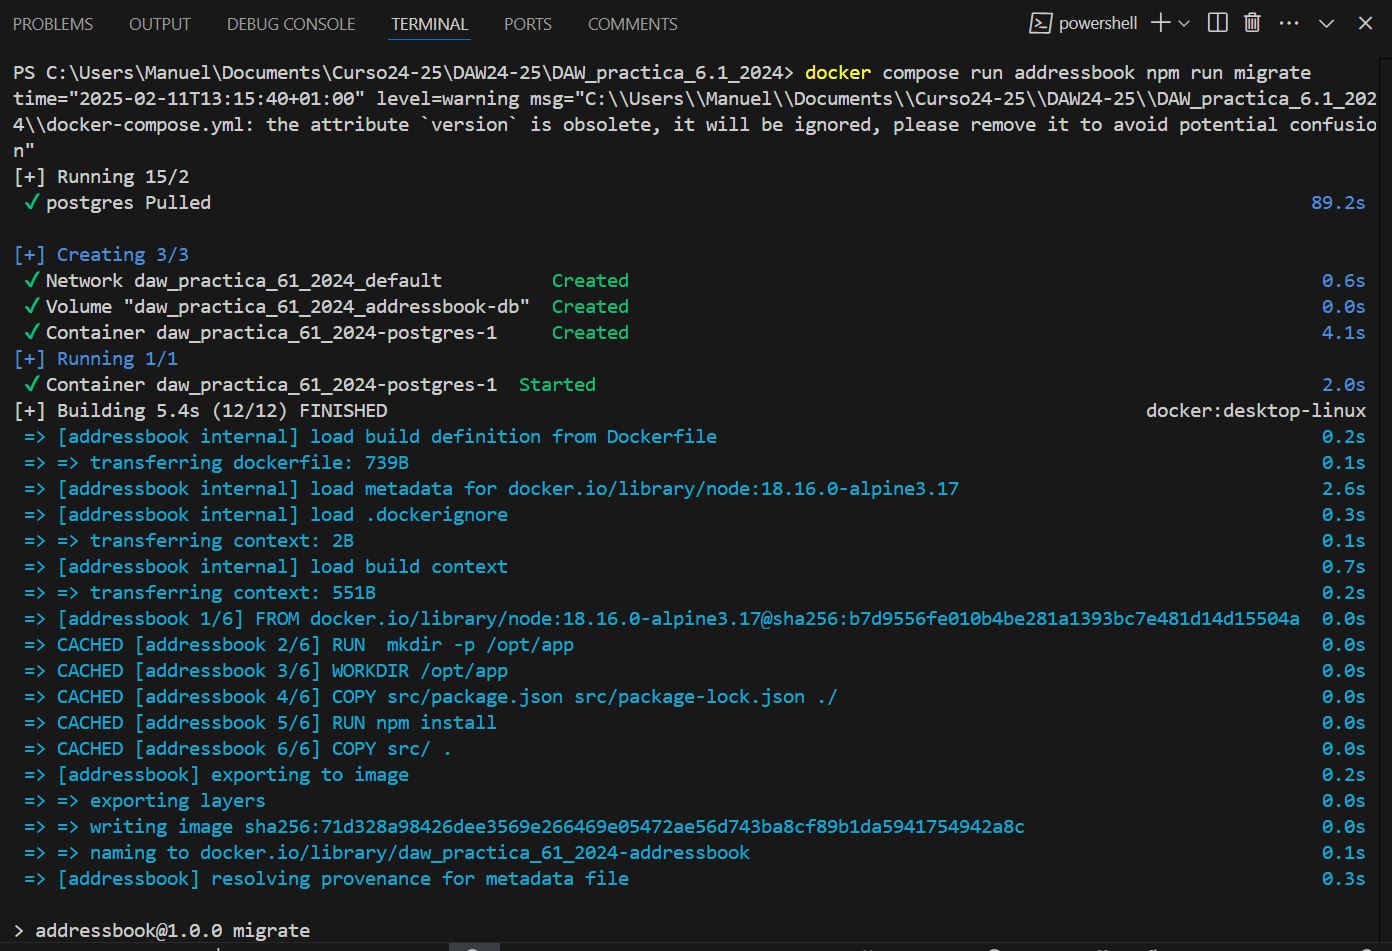 PROBLEMS OUTPUT DEBUG CONSOLE TERMINAL PORTS COMMENTS powershell
PS C:\Users\Manuel\Documents\Curso24-25\DAW24-25\DAW_practica_6.1_2024> docker compose run addressbook npm run migrate
time="2025-02-11T13:15:40+01:00" level=warning msg="C:\\Users\\Manuel\\Documents\\Curso24-25\\DAW24-25\\DAW_practica_6.1_202
4\\docker-compose.yml: the attribute `version` is obsolete, it will be ignored, please remove it to avoid potential confusio
n"
[+] Running 15/2
✓ postgres Pulled 89.2s
[+] Creating 3/3
✓ Network daw_practica_61_2024_default Created 0.6s
✓ Volume "daw_practica_61_2024_addressbook-db" Created 0.0s
✓ Container daw_practica_61_2024-postgres-1 Created 4.1s
[+] Running 1/1
✓ Container daw_practica_61_2024-postgres-1 Started 2.0s
[+] Building 5.4s (12/12) FINISHED docker:desktop-linux
=> [addressbook internal] load build definition from Dockerfile 0.2s
=> => transferring dockerfile: 739B 0.1s
=> [addressbook internal] load metadata for docker.io/library/node:18.16.0-alpine3.17 2.6s
=> [addressbook internal] load .dockerignore 0.3s
=> => transferring context: 2B 0.1s
=> [addressbook internal] load build context 0.7s
=> => transferring context: 551B 0.2s
=> [addressbook 1/6] FROM docker.io/library/node:18.16.0-alpine3.17@sha256:b7d9556fe010b4be281a1393bc7e481d14d15504a 0.0s
=> CACHED [addressbook 2/6] RUN  mkdir -p /opt/app 0.0s
=> CACHED [addressbook 3/6] WORKDIR /opt/app 0.0s
=> CACHED [addressbook 4/6] COPY src/package.json src/package-lock.json ./ 0.0s
=> CACHED [addressbook 5/6] RUN npm install 0.0s
=> CACHED [addressbook 6/6] COPY src/ . 0.0s
=> [addressbook] exporting to image 0.2s
=> => exporting layers 0.0s
=> => writing image sha256:71d328a98426dee3569e266469e05472ae56d743ba8cf89b1da5941754942a8c 0.0s
=> => naming to docker.io/library/daw_practica_61_2024-addressbook 0.1s
=> [addressbook] resolving provenance for metadata file 0.3s
> addressbook@1.0.0 migrate